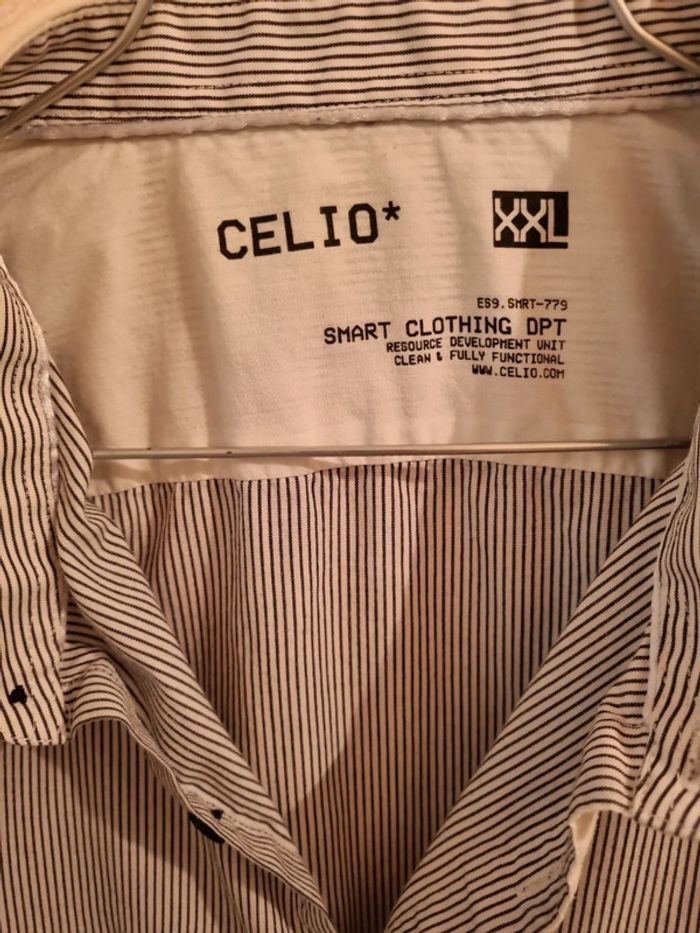 CELIO*
XXL
ES9.SMRT-779
SMART CLOTHING DPT
RESOURCE DEVELOPMENT UNIT
CLEAN & FULLY FUNCTIONAL
WWW.CELIO.COM